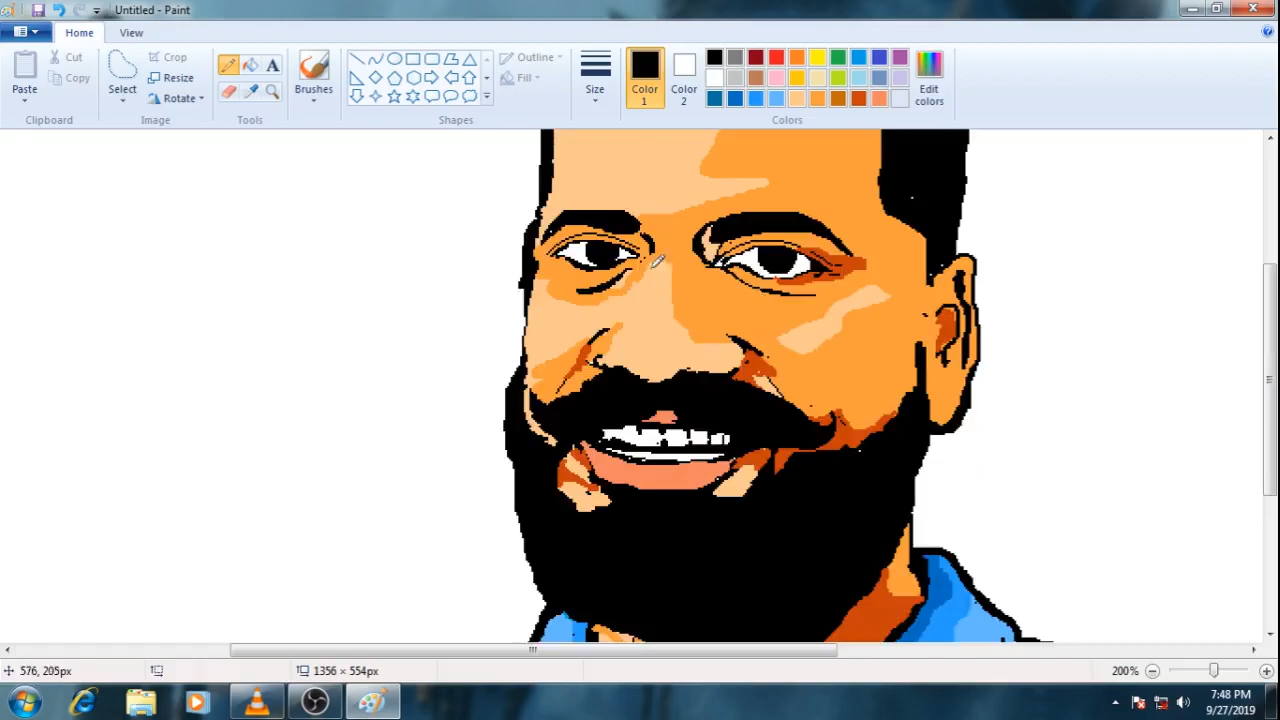 Untitled - Paint
Home View
Paste
Cut
Copy
Clipboard
Select
Crop
Resize
Rotate
Image
A
Tools
Brushes
Outline
Fill
Shapes
Size
Color 1
Color 2
Edit colors
Colors
576, 205px
1356 × 554px
200%
7:48 PM
9/27/2019